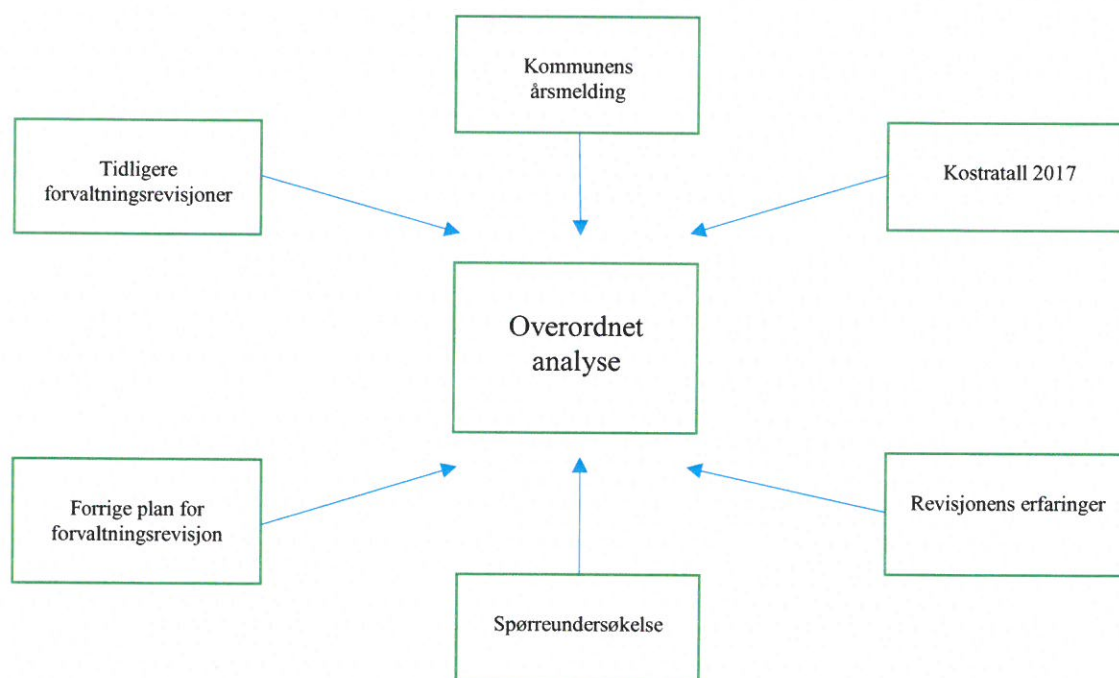 Kommunens
årsmelding
Tidligere
forvaltningsrevisjoner
Kostratall 2017
Overordnet
analyse
Forrige plan for
forvaltningsrevisjon
Revisjonens erfaringer
Spørreundersøkelse